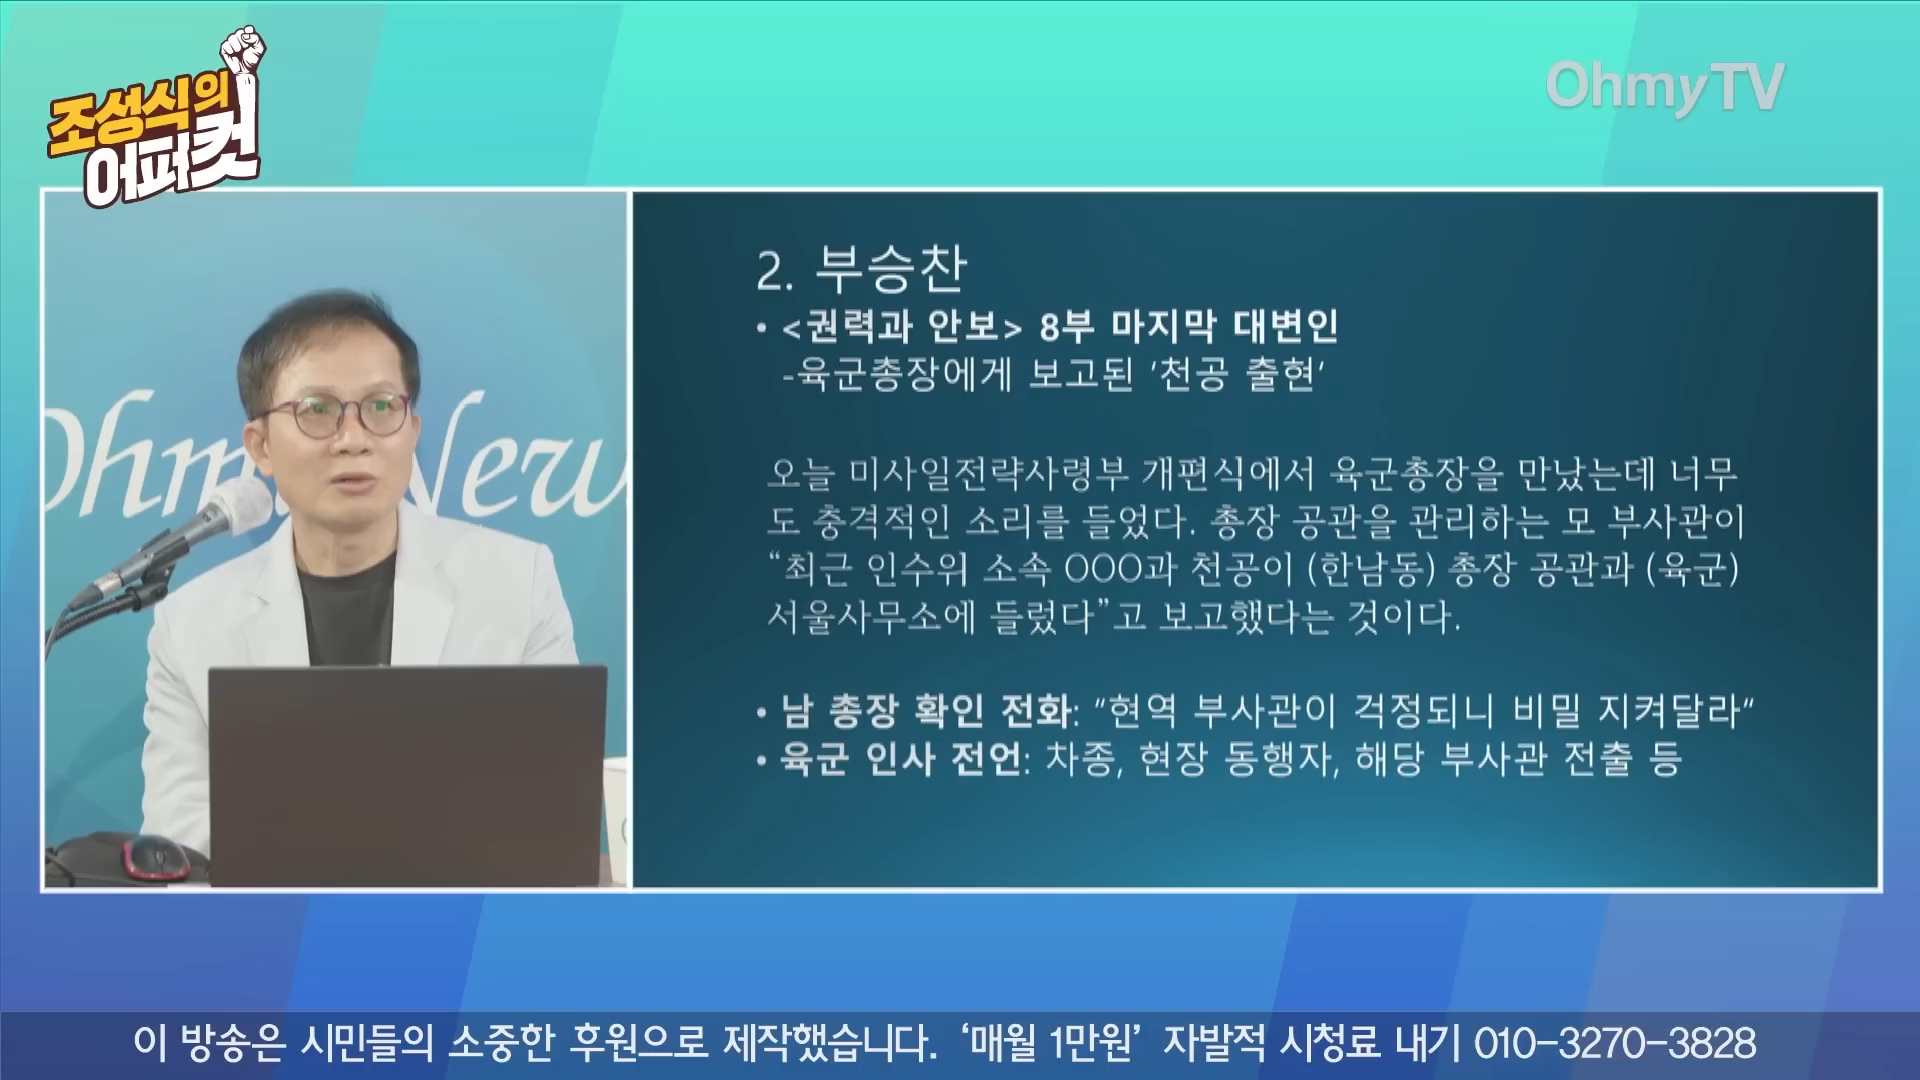 조성식의
어퍼컷
OhmyTV
Ohmy New
2. 부승찬
• <권력과 안보> 8부 마지막 대변인
-육군총장에게 보고된 ‘천공 출현’
오늘 미사일전략사령부 개편식에서 육군총장을 만났는데 너무
도 충격적인 소리를 들었다. 총장 공관을 관리하는 모 부사관이
“최근 인수위 소속 OOO과 천공이 (한남동) 총장 공관과 (육군)
서울사무소에 들렀다”고 보고했다는 것이다.
• 남 총장 확인 전화: “현역 부사관이 걱정되니 비밀 지켜달라“
• 육군 인사 전언: 차종, 현장 동행자, 해당 부사관 전출 등
이 방송은 시민들의 소중한 후원으로 제작했습니다. ‘매월 1만원’ 자발적 시청료 내기 010-3270-3828